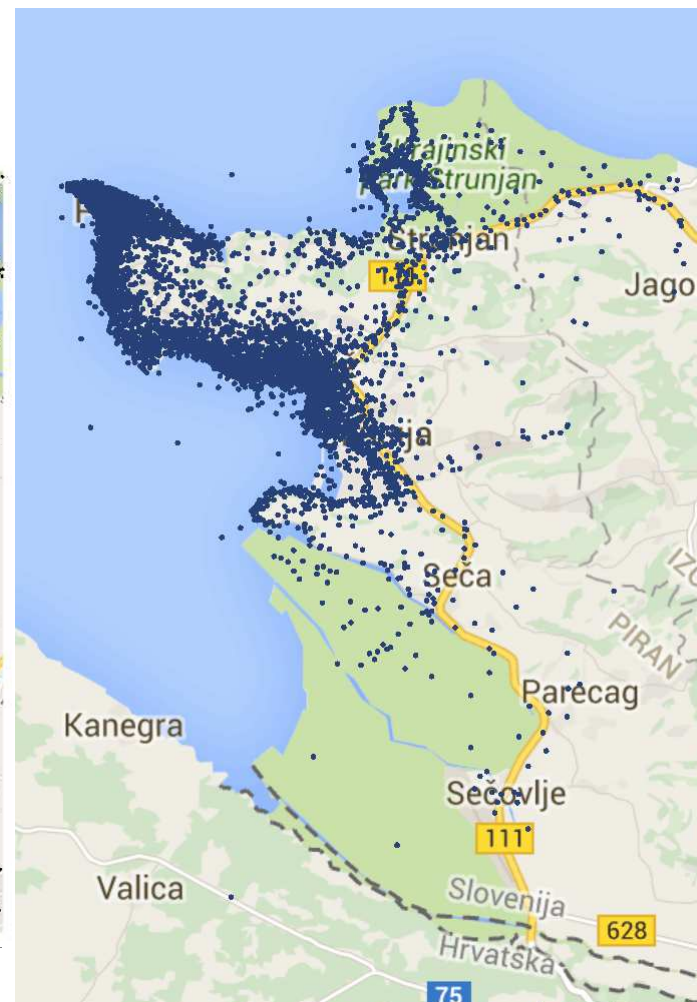 krajinski
park Strunjan
Strunjan
Jago
Seča
IZO
PIRAN
Parecag
Kanegra
Sečovlje
111
Valica
Slovenija
628
Hrvatska
75